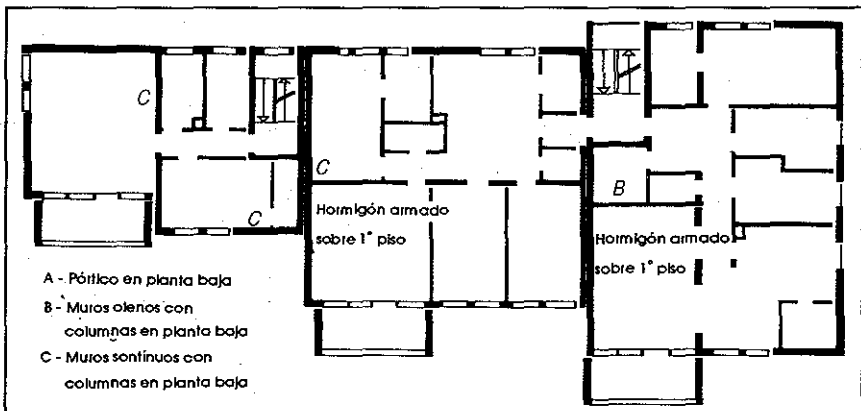 C
C
C
B
Hormigón armado
sobre 1° piso
Hormigón armado
sobre 1° piso
A - Pórtico en planta baja
B - Muros olenos con
columnas en planta baja
C - Muros sontínuos con
columnas en planta baja